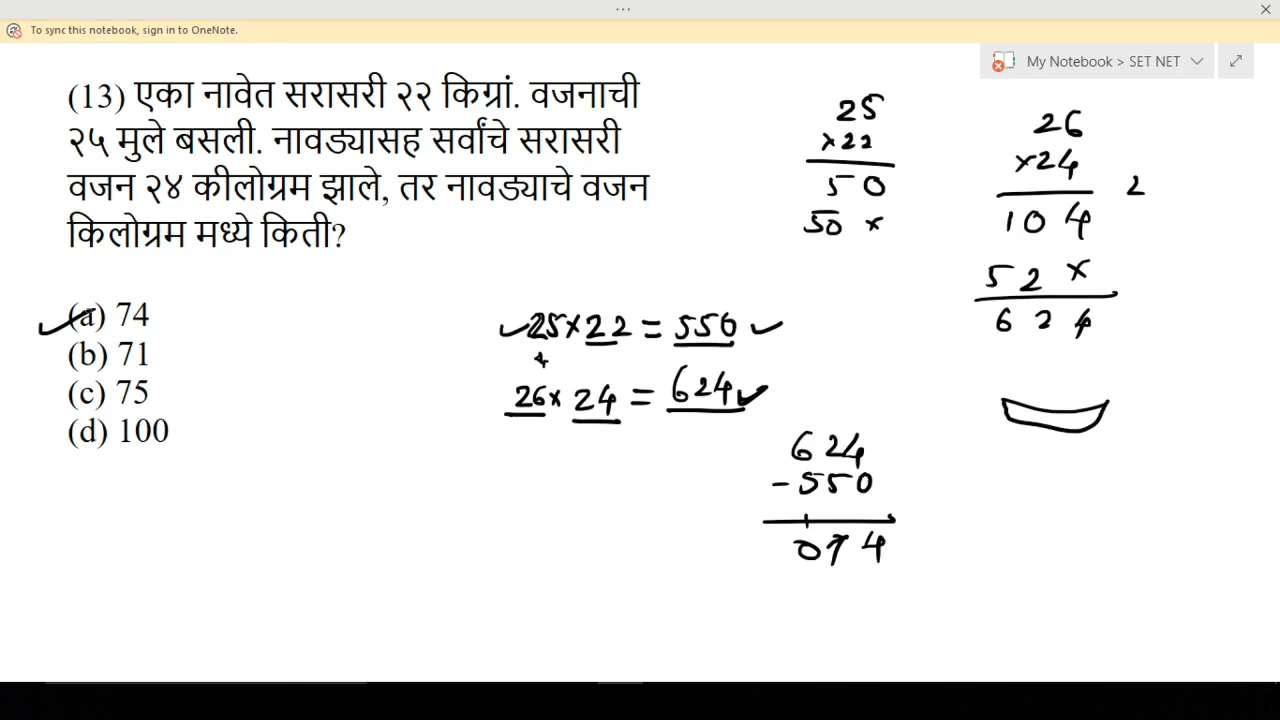 To sync this notebook, sign in to OneNote.
My Notebook > SET NET
(13) एका नावेत सरासरी २२ किग्रां. वजनाची
२५ मुले बसली. नावड्यासह सर्वांचे सरासरी
वजन २४ कीलोग्रम झाले, तर नावड्याचे वजन
किलोग्रम मध्ये किती?
(a) 74
(b) 71
(c) 75
(d) 100
25
×22
50
50 ×
26
×24
2
104
52×
624
25×22 = 550
+
26× 24 = 624
624
-550
074